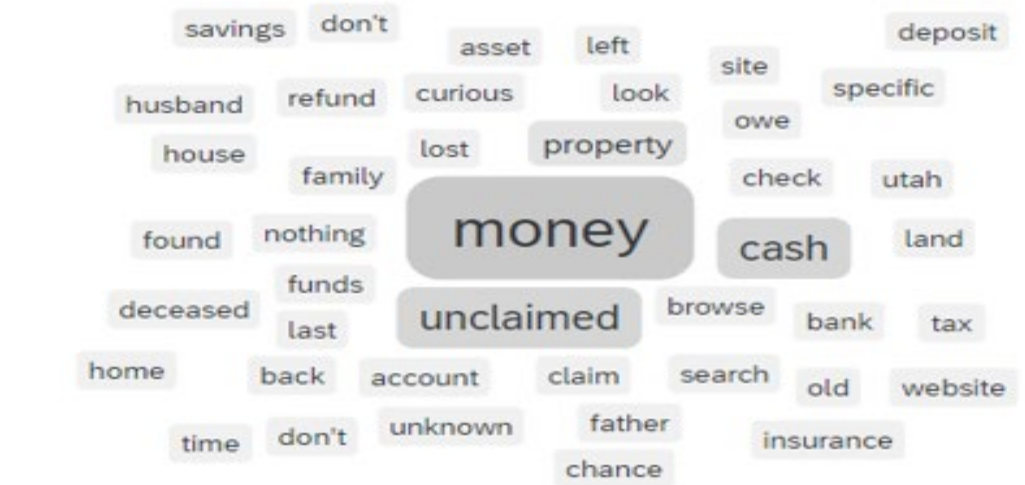 savings don't
asset left
deposit
site
husband refund curious look specific
owe
house lost property
family check utah
found nothing money cash land
funds
deceased unclaimed browse
last bank tax
home back account claim search old website
time don't unknown father insurance
chance